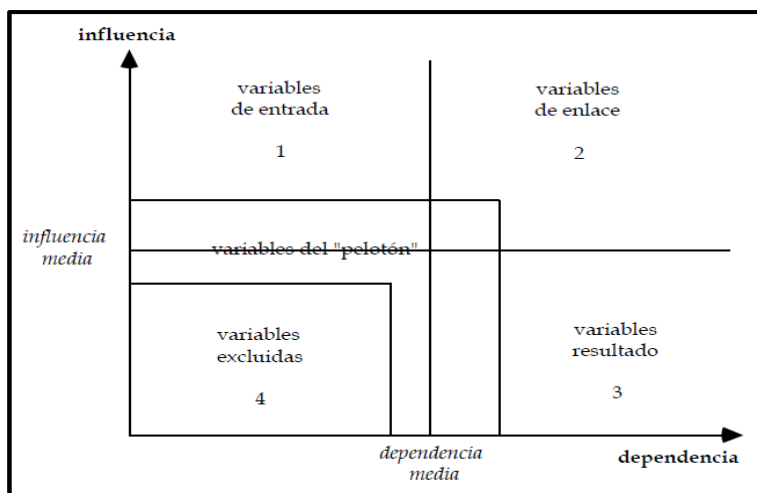 influencia
variables
de entrada
1
variables
de enlace
2
influencia
media
variables del "pelotón"
variables
excluidas
4
variables
resultado
3
dependencia
media
dependencia